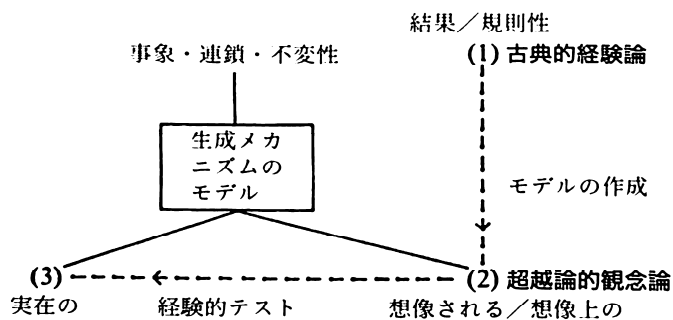 結果／規則性
事象・連鎖・不変性
(1) 古典的経験論
生成メカ
ニズムの
モデル
モデルの作成
(3)
(2) 超越論的観念論
実在の
経験的テスト
想像される／想像上の